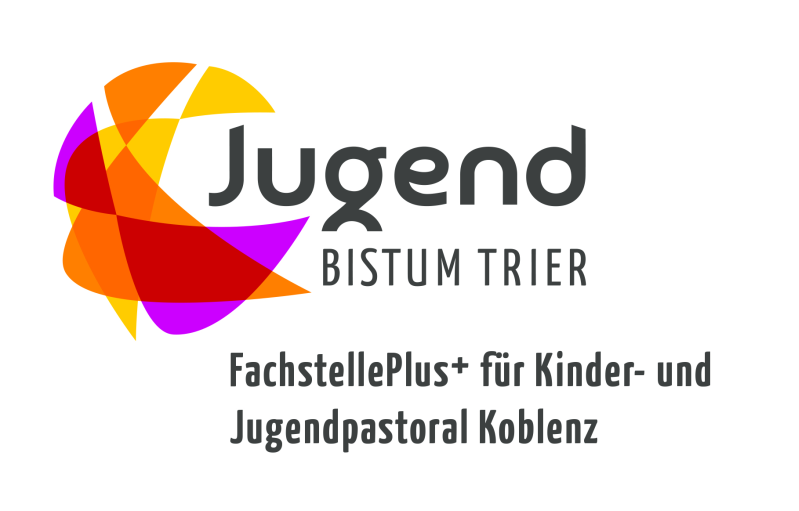 Jugend
BISTUM TRIER
FachstellePlus+ für Kinder- und
Jugendpastoral Koblenz